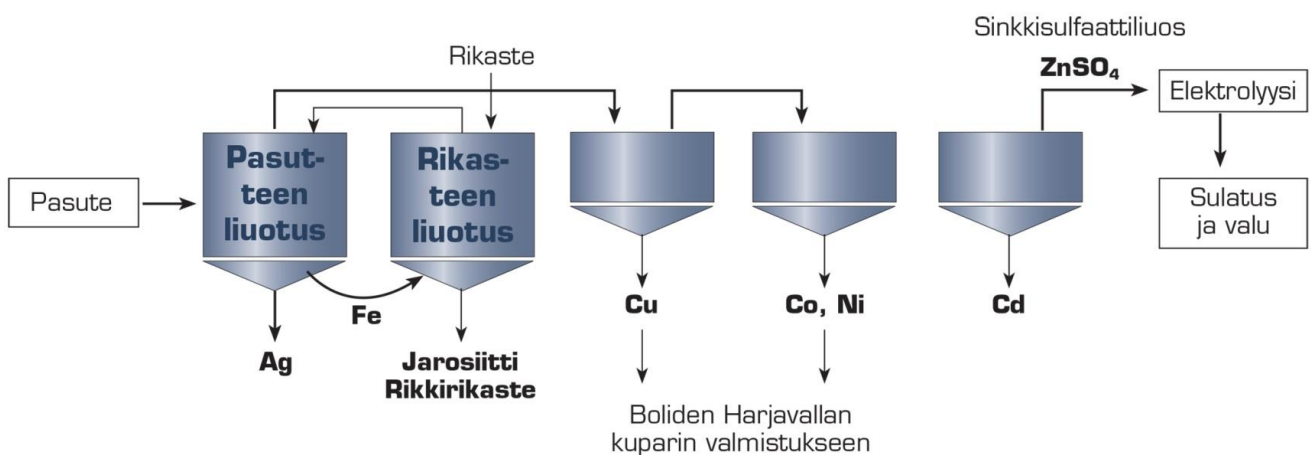 Sinkkisulfaattiliuos
ZnSO₄
Rikaste
Elektrolyysi
Pasute
Pasut-
teen
liuotus
Rikas-
teen
liuotus
Sulatus
ja valu
Fe
Ag
Jarosiitti
Rikkirikaste
Cu
Co, Ni
Cd
Boliden Harjavallan
kuparin valmistukseen